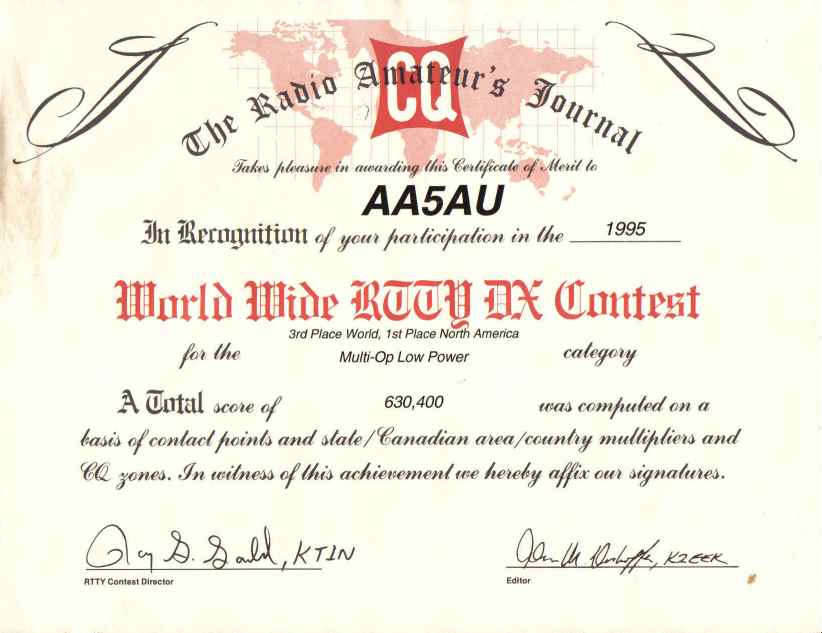 CQ
The Radio Amateur's Journal
Takes pleasure in awarding this Certificate of Merit to
AA5AU
In Recognition of your participation in the 1995
World Wide RTTY DX Contest
3rd Place World, 1st Place North America
for the Multi-Op Low Power category
A Total score of 630,400 was computed on a
basis of contact points and state/Canadian area/country multipliers and
CQ zones. In witness of this achievement we hereby affix our signatures.
Roy G. Gould, KT1N
K2EEK
RTTY Contest Director
Editor